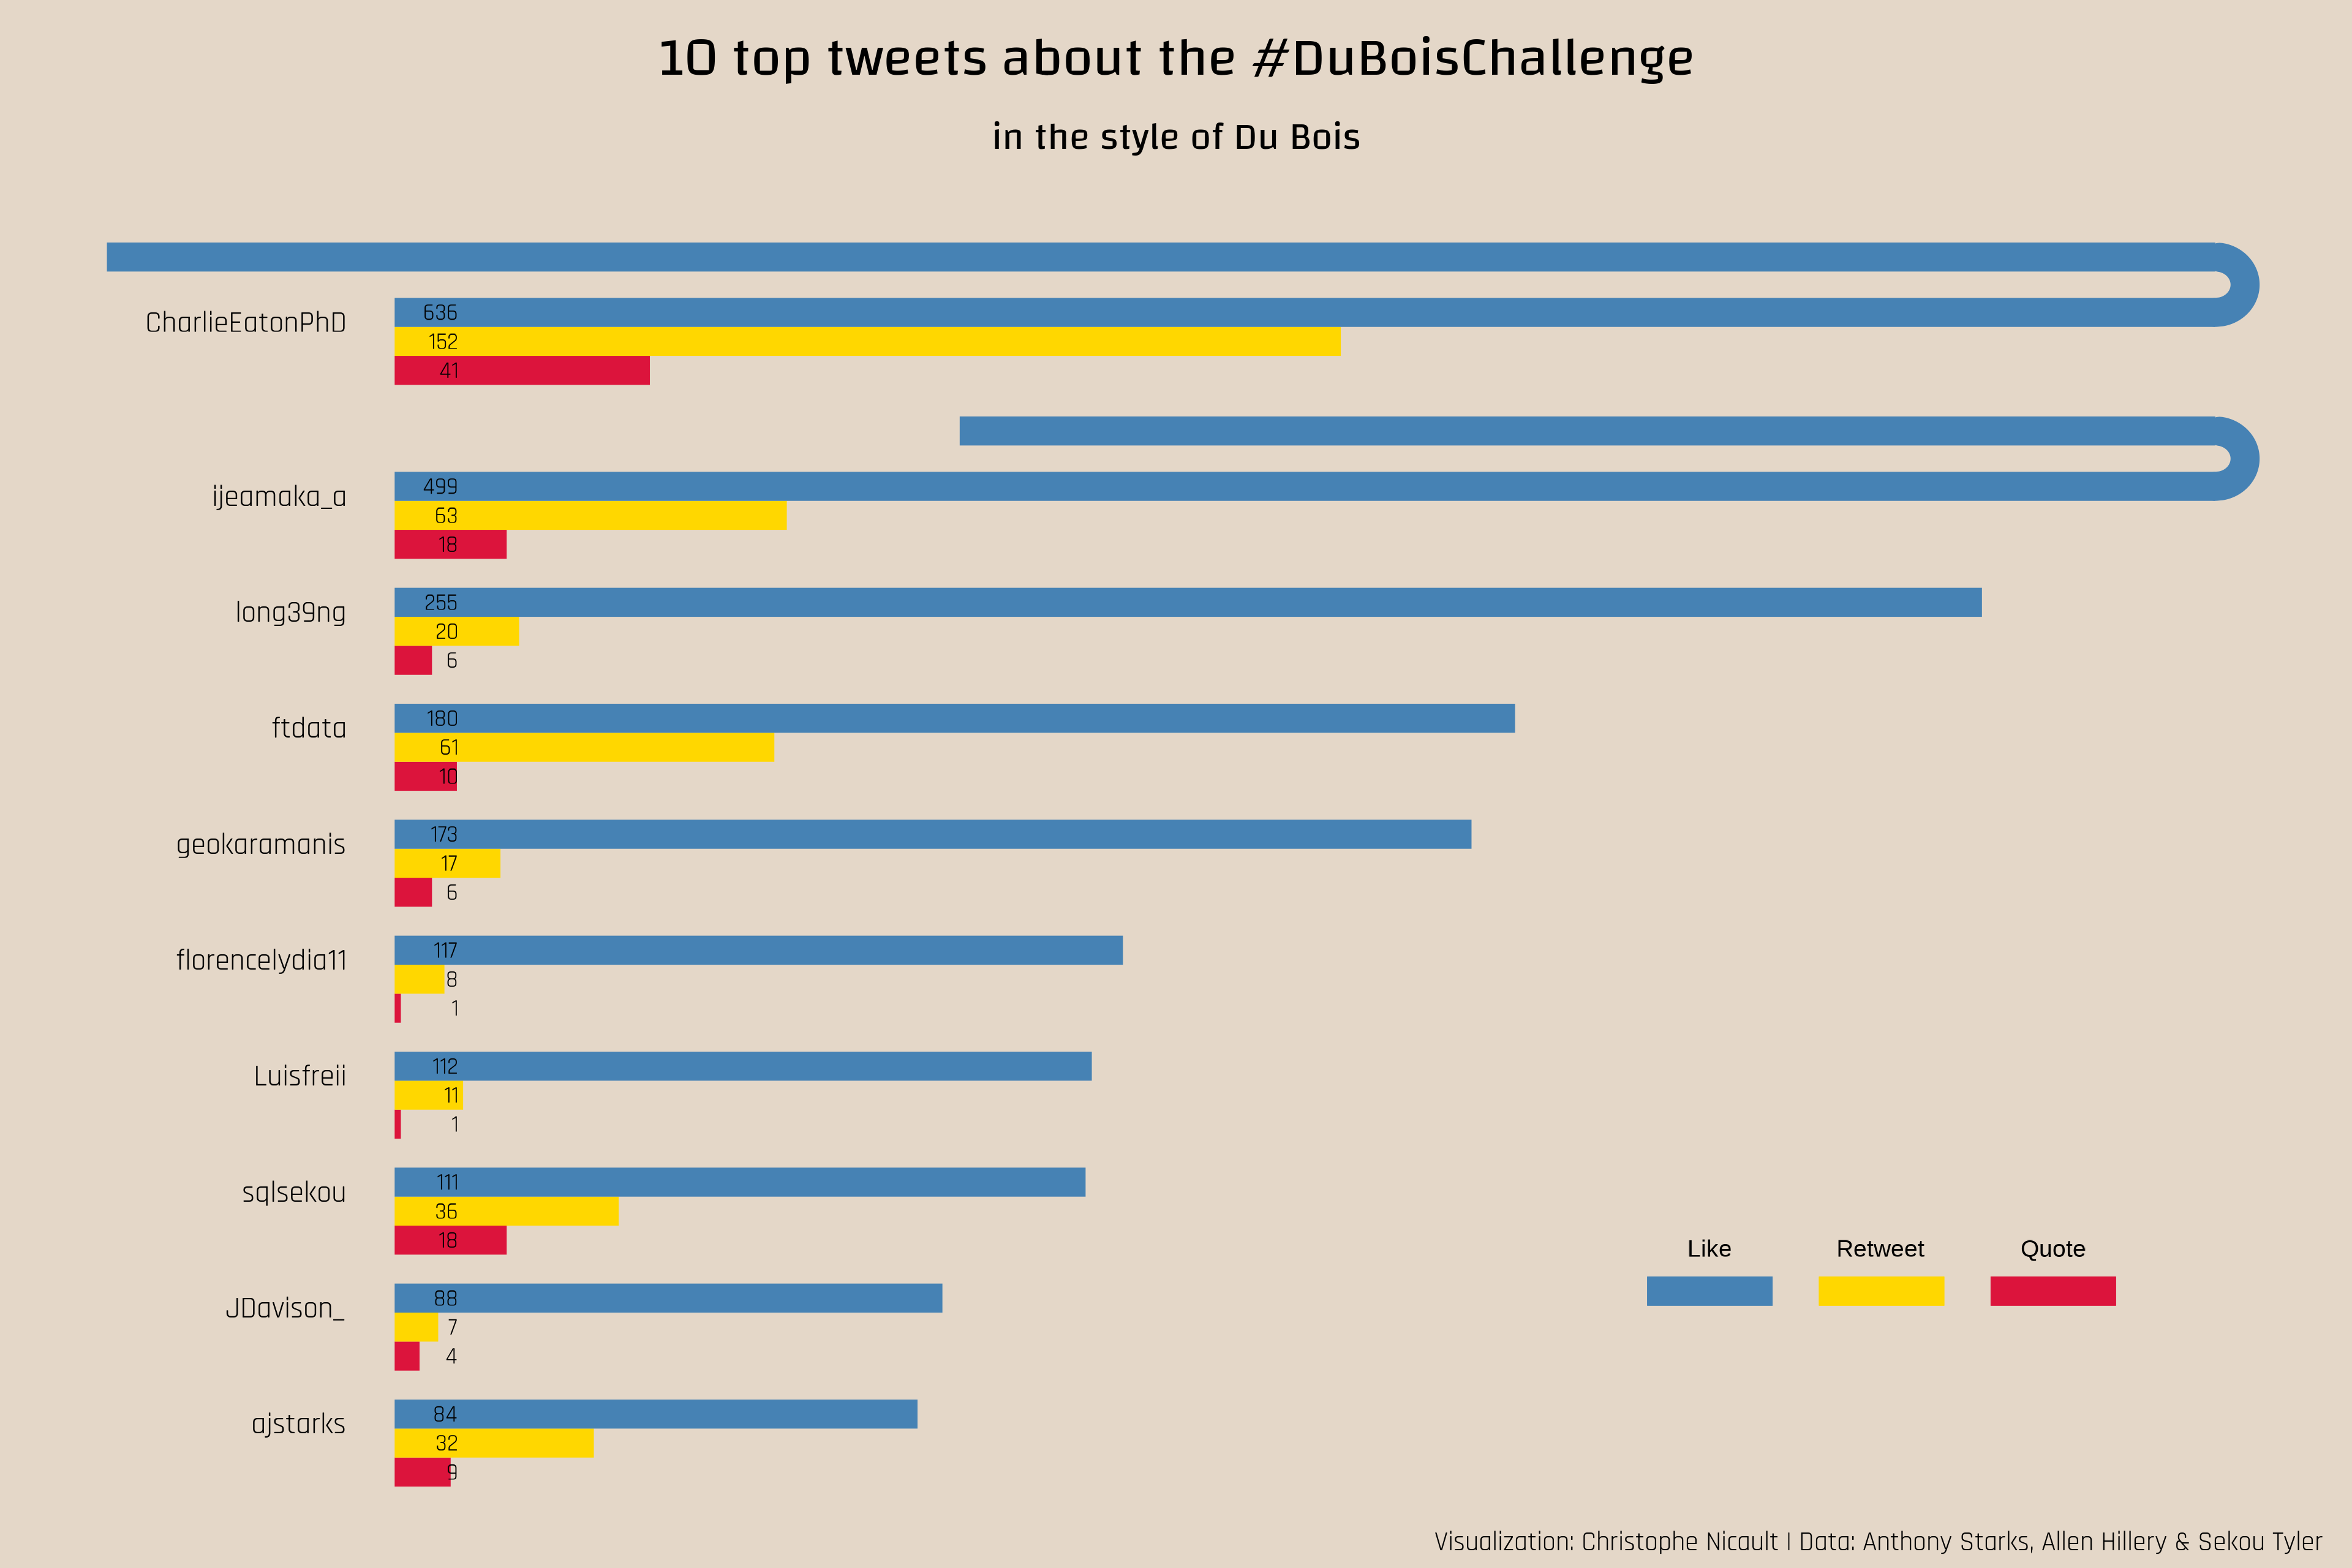 10 top tweets about the #DuBoisChallenge
in the style of Du Bois
CharlieEatonPhD
636
152
41
ijeamaka_a
499
63
18
long39ng
255
20
6
ftdata
180
61
10
geokaramanis
173
17
6
florencelydia11
117
8
1
Luisfreii
112
11
1
sqlsekou
111
36
18
Like Retweet Quote
JDavison_
88
7
4
ajstarks
84
32
9
Visualization: Christophe Nicault | Data: Anthony Starks, Allen Hillery & Sekou Tyler